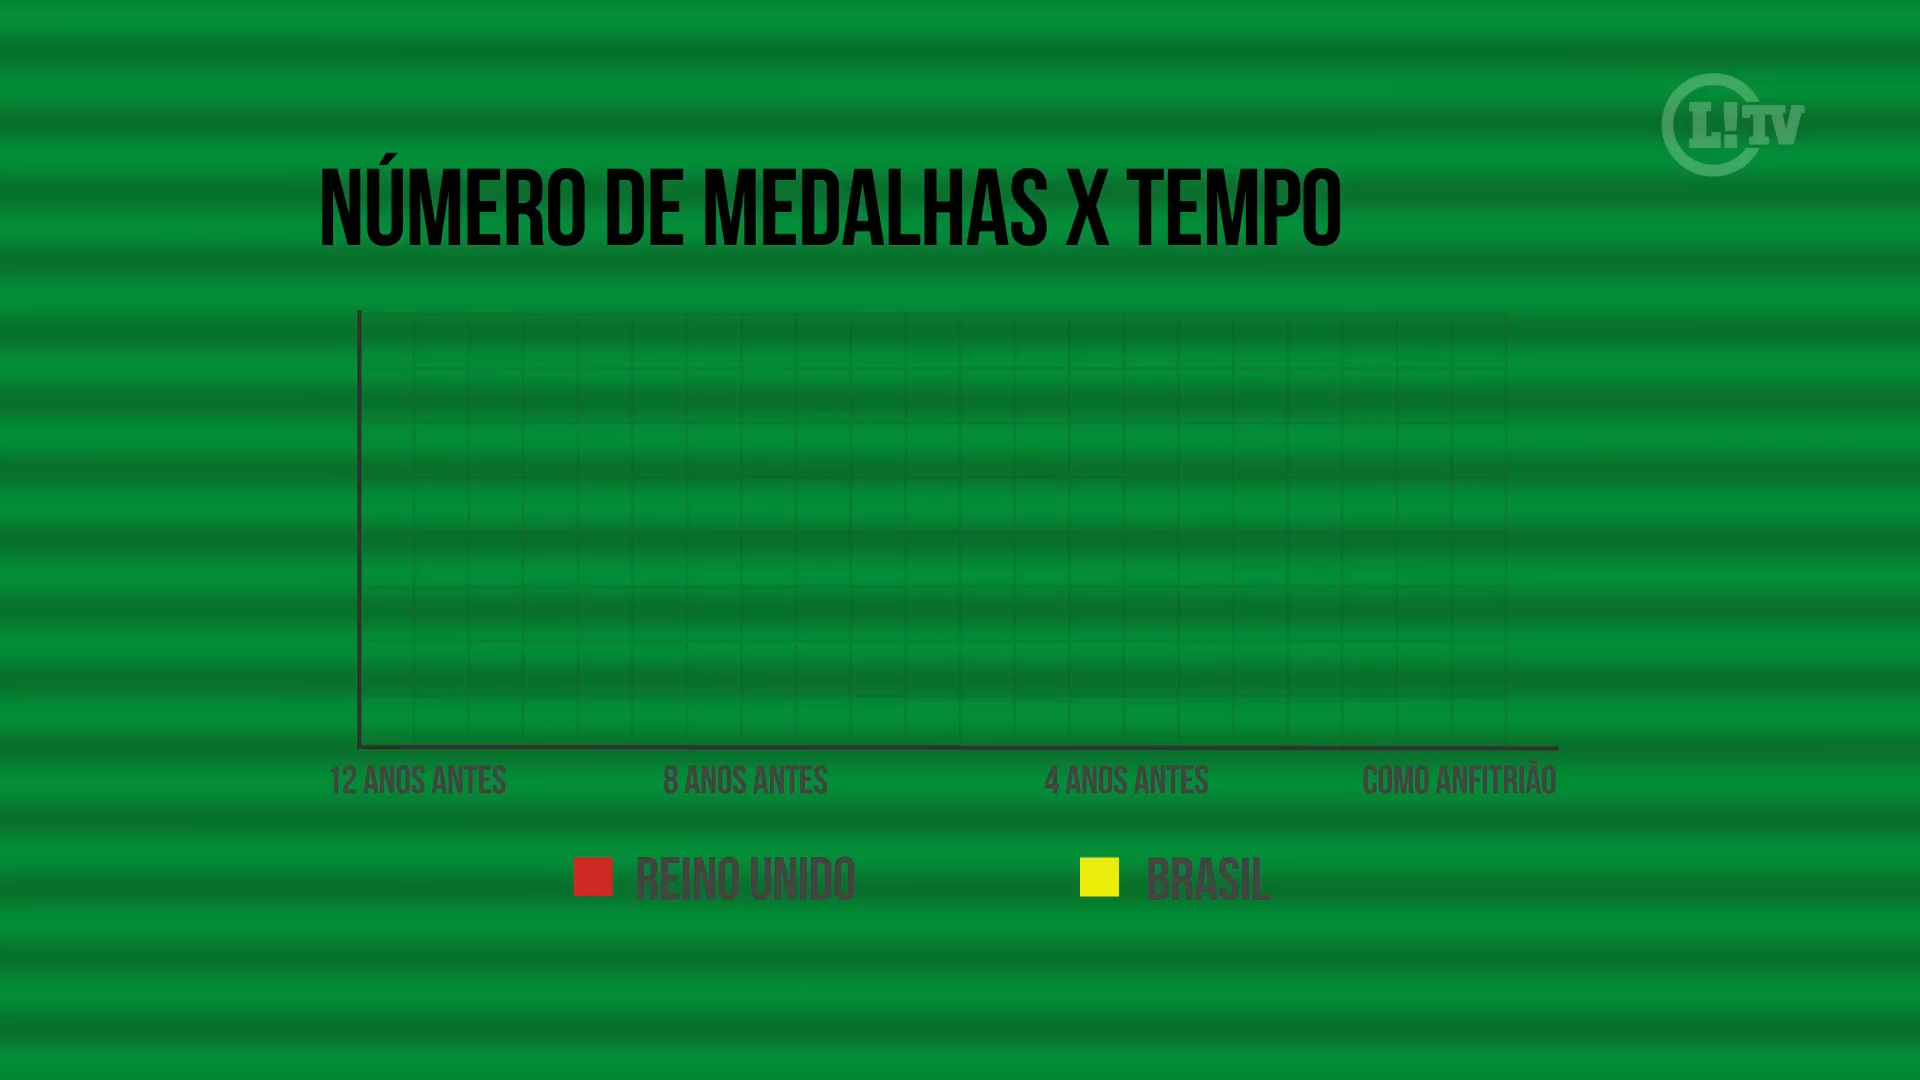 L!TV
NÚMERO DE MEDALHAS X TEMPO
12 ANOS ANTES
8 ANOS ANTES
4 ANOS ANTES
COMO ANFITRIÃO
REINO UNIDO
BRASIL